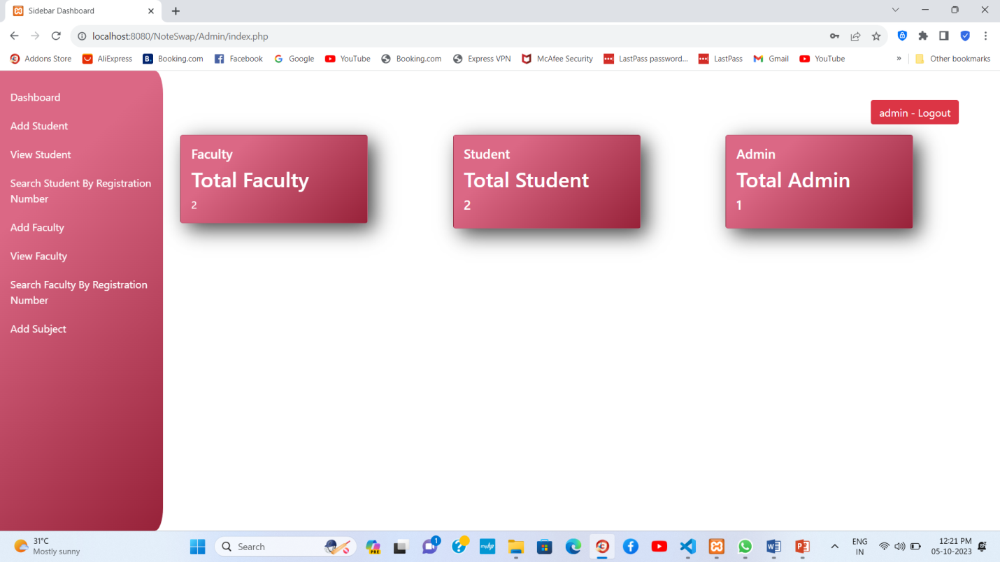 Sidebar Dashboard
localhost:8080/NoteSwap/Admin/index.php
Addons Store
AliExpress
B.
Booking.com
Facebook
Google
YouTube
Booking.com
Express VPN
McAfee Security
LastPass password...
LastPass
Gmail
YouTube
»
Other bookmarks
Dashboard
Add Student
View Student
Search Student By Registration
Number
Add Faculty
View Faculty
Search Faculty By Registration
Number
Add Subject
admin - Logout
Faculty
Total Faculty
2
Student
Total Student
2
Admin
Total Admin
1
31°C
Mostly sunny
Search
PRE
1
myhp
ENG
IN
12:21 PM
05-10-2023